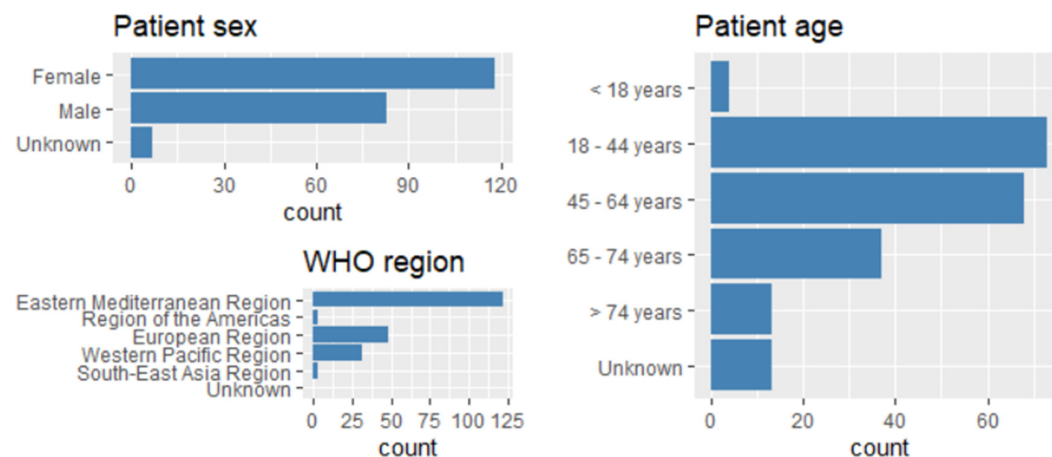 Patient sex
Female
Male
Unknown
0 30 60 90 120
count
WHO region
Eastern Mediterranean Region
Region of the Americas
European Region
Western Pacific Region
South-East Asia Region
Unknown
0 25 50 75 100 125
count
Patient age
< 18 years
18 - 44 years
45 - 64 years
65 - 74 years
> 74 years
Unknown
0 20 40 60
count